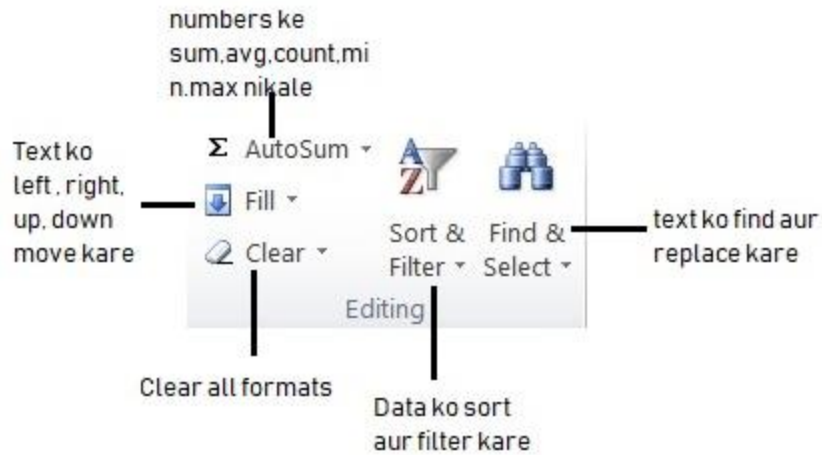 numbers ke
sum,avg,count,mi
n.max nikale
Text ko
left , right,
up, down
move kare
Σ AutoSum
Fill
Clear
Sort &
Filter
Find &
Select
Editing
text ko find aur
replace kare
Clear all formats
Data ko sort
aur filter kare